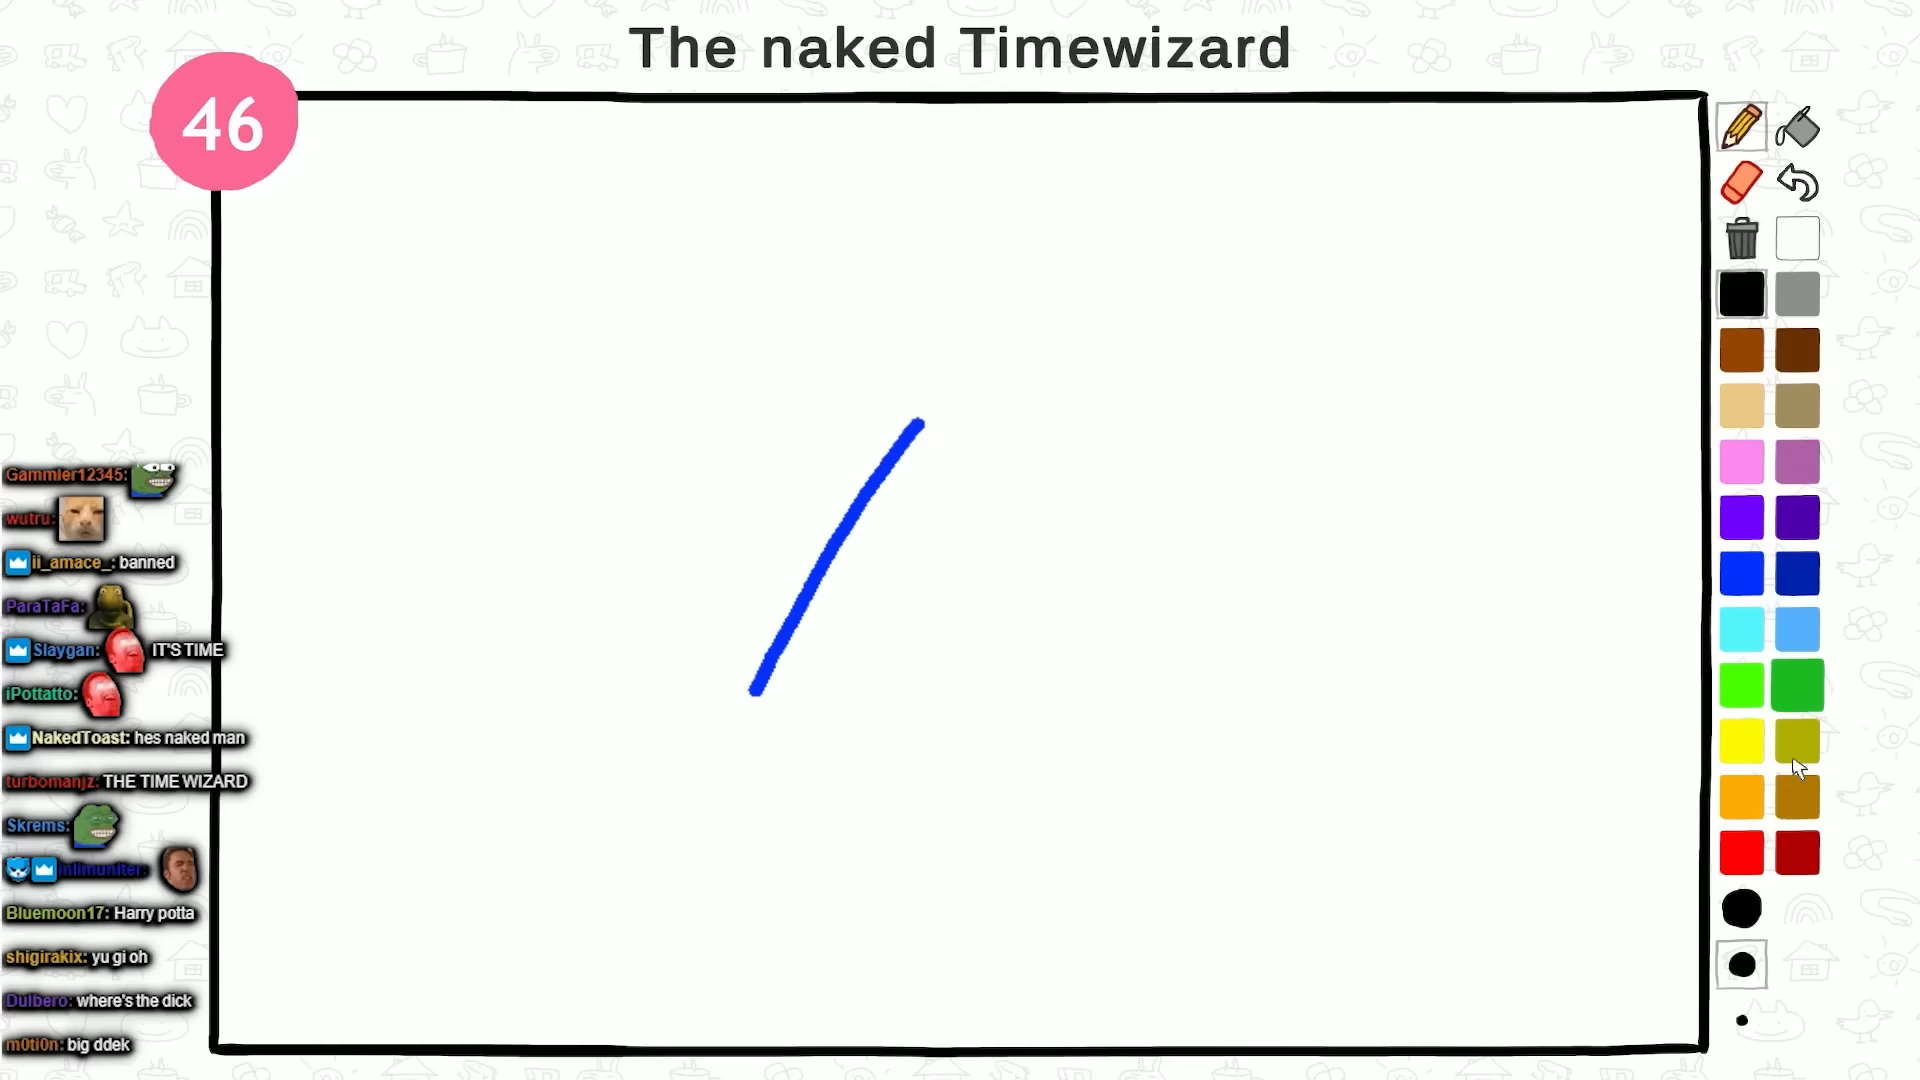 The naked Timewizard
46
Gammler12345:
wutru:
ii_amace_: banned
ParaTaFa:
Slaygan: IT'S TIME
iPottatto:
NakedToast: hes naked man
turbomanjz: THE TIME WIZARD
Skrems:
Bluemoon17: Harry potta
shigirakix: yu gi oh
Dulbero: where's the dick
m0ti0n: big ddek